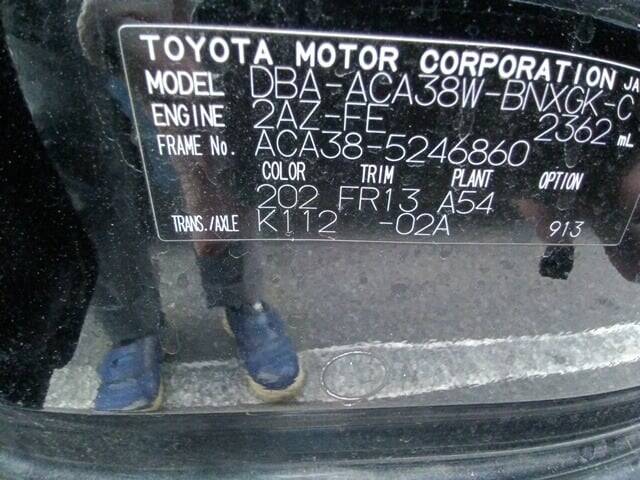 TOYOTA MOTOR CORPORATION JA
MODEL DBA-ACA38W-BNXGK-C
ENGINE 2AZ-FE 2362 mL
FRAME No. ACA38-5246860
COLOR TRIM PLANT OPTION
202 FR13 A54
TRANS./AXLE K112 -02A 913